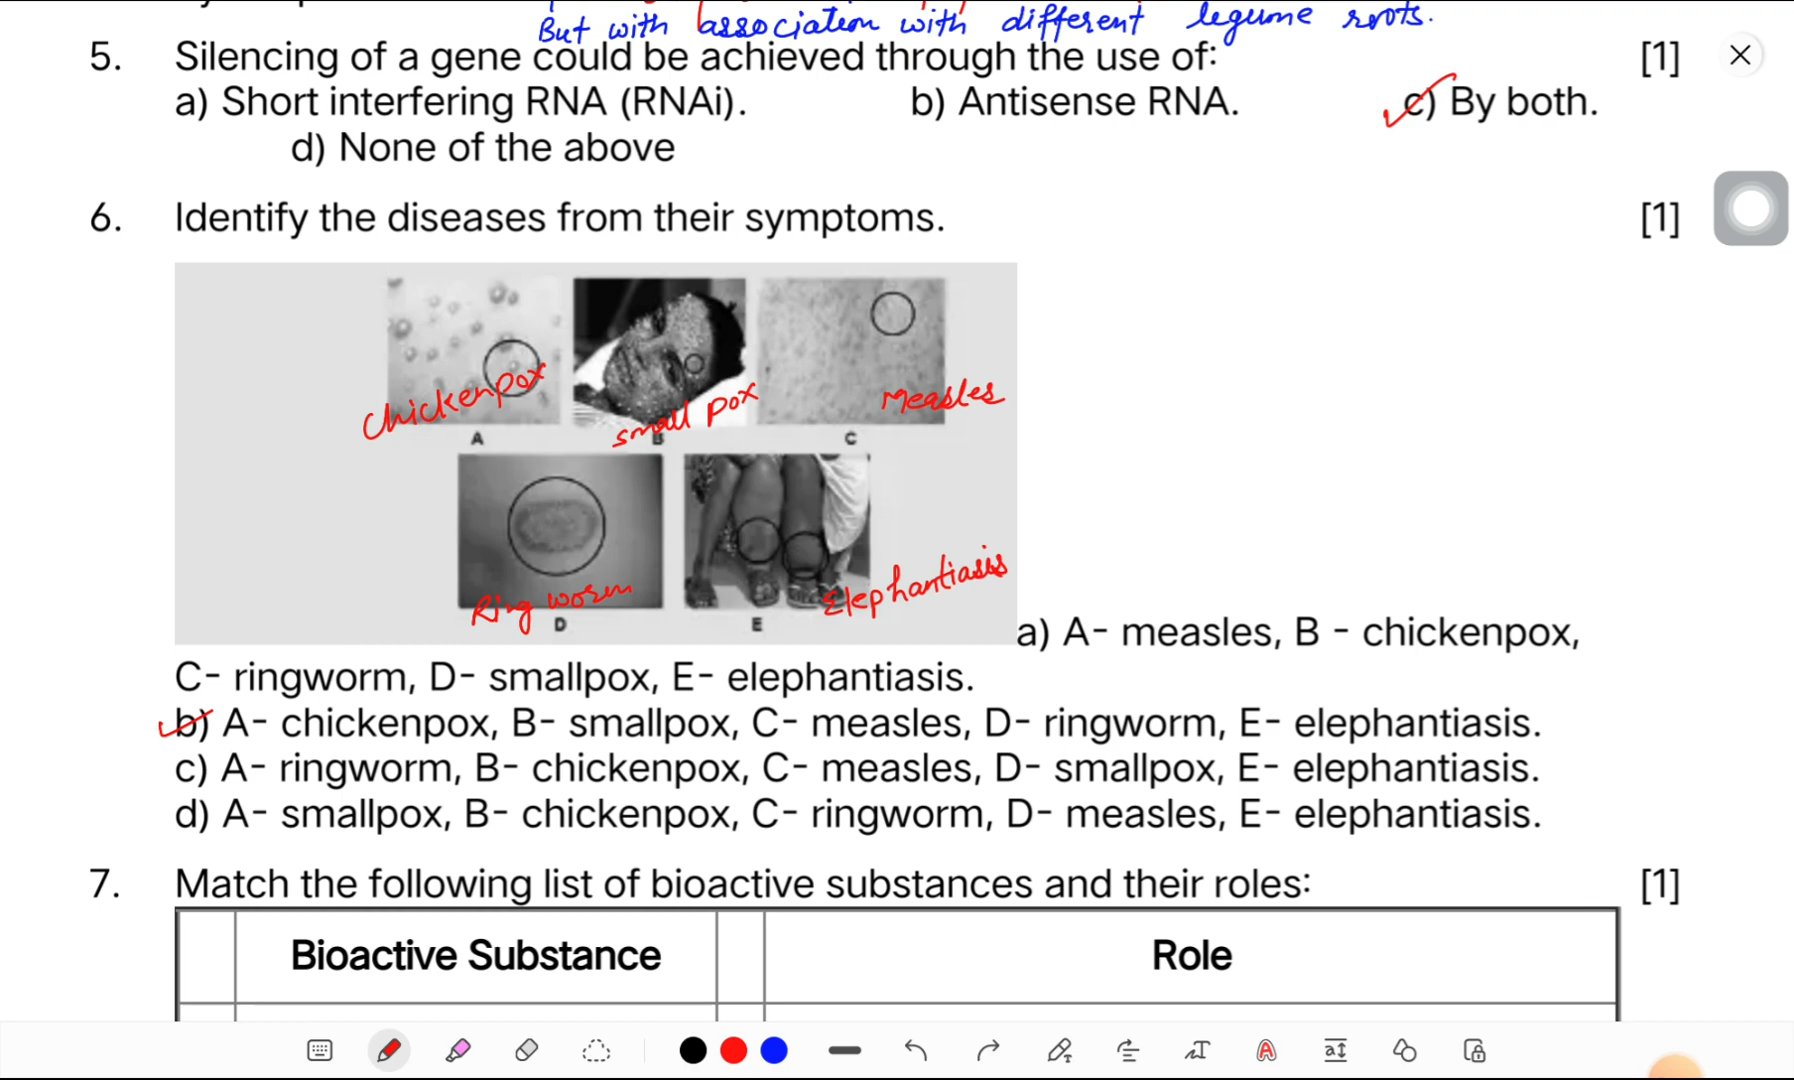 But with association with different legume roots.
5. Silencing of a gene could be achieved through the use of: [1]
a) Short interfering RNA (RNAi). b) Antisense RNA. c) By both.
d) None of the above
6. Identify the diseases from their symptoms. [1]
Chickenpox small pox Measles
A B C
Ring worm Elephantiasis
D E
a) A- measles, B - chickenpox,
C- ringworm, D- smallpox, E- elephantiasis.
b) A- chickenpox, B- smallpox, C- measles, D- ringworm, E- elephantiasis.
c) A- ringworm, B- chickenpox, C- measles, D- smallpox, E- elephantiasis.
d) A- smallpox, B- chickenpox, C- ringworm, D- measles, E- elephantiasis.
7. Match the following list of bioactive substances and their roles: [1]
Bioactive Substance Role